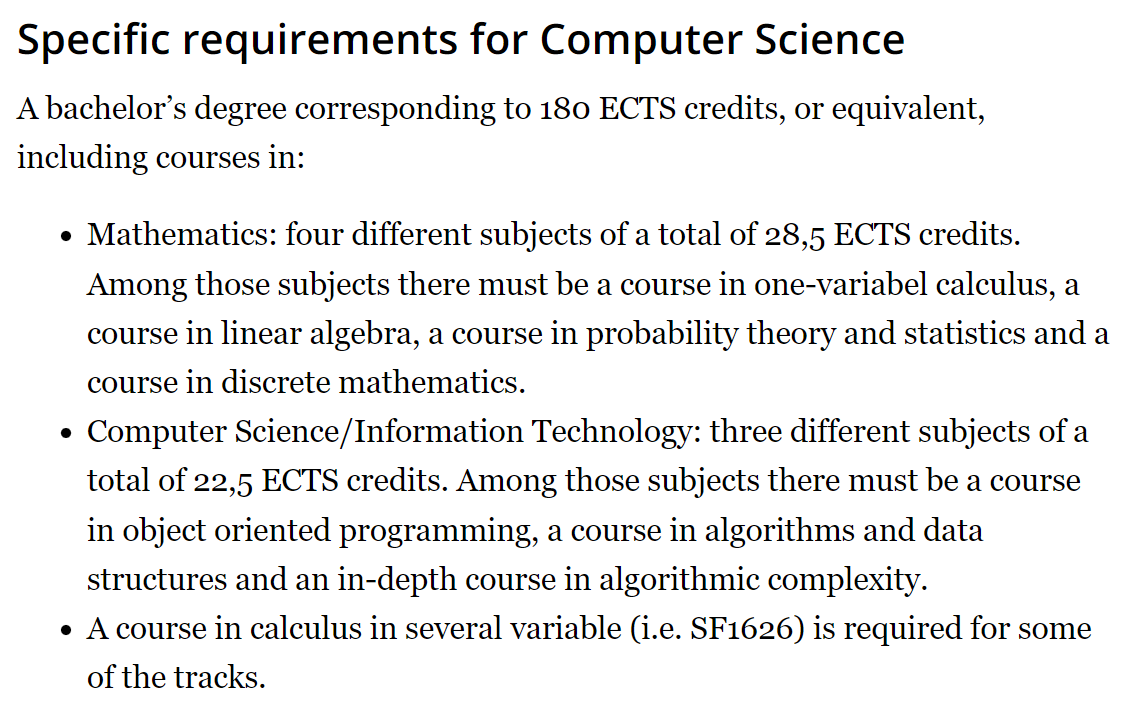 Specific requirements for Computer Science
A bachelor’s degree corresponding to 180 ECTS credits, or equivalent,
including courses in:
• Mathematics: four different subjects of a total of 28,5 ECTS credits.
Among those subjects there must be a course in one-variabel calculus, a
course in linear algebra, a course in probability theory and statistics and a
course in discrete mathematics.
• Computer Science/Information Technology: three different subjects of a
total of 22,5 ECTS credits. Among those subjects there must be a course
in object oriented programming, a course in algorithms and data
structures and an in-depth course in algorithmic complexity.
• A course in calculus in several variable (i.e. SF1626) is required for some
of the tracks.